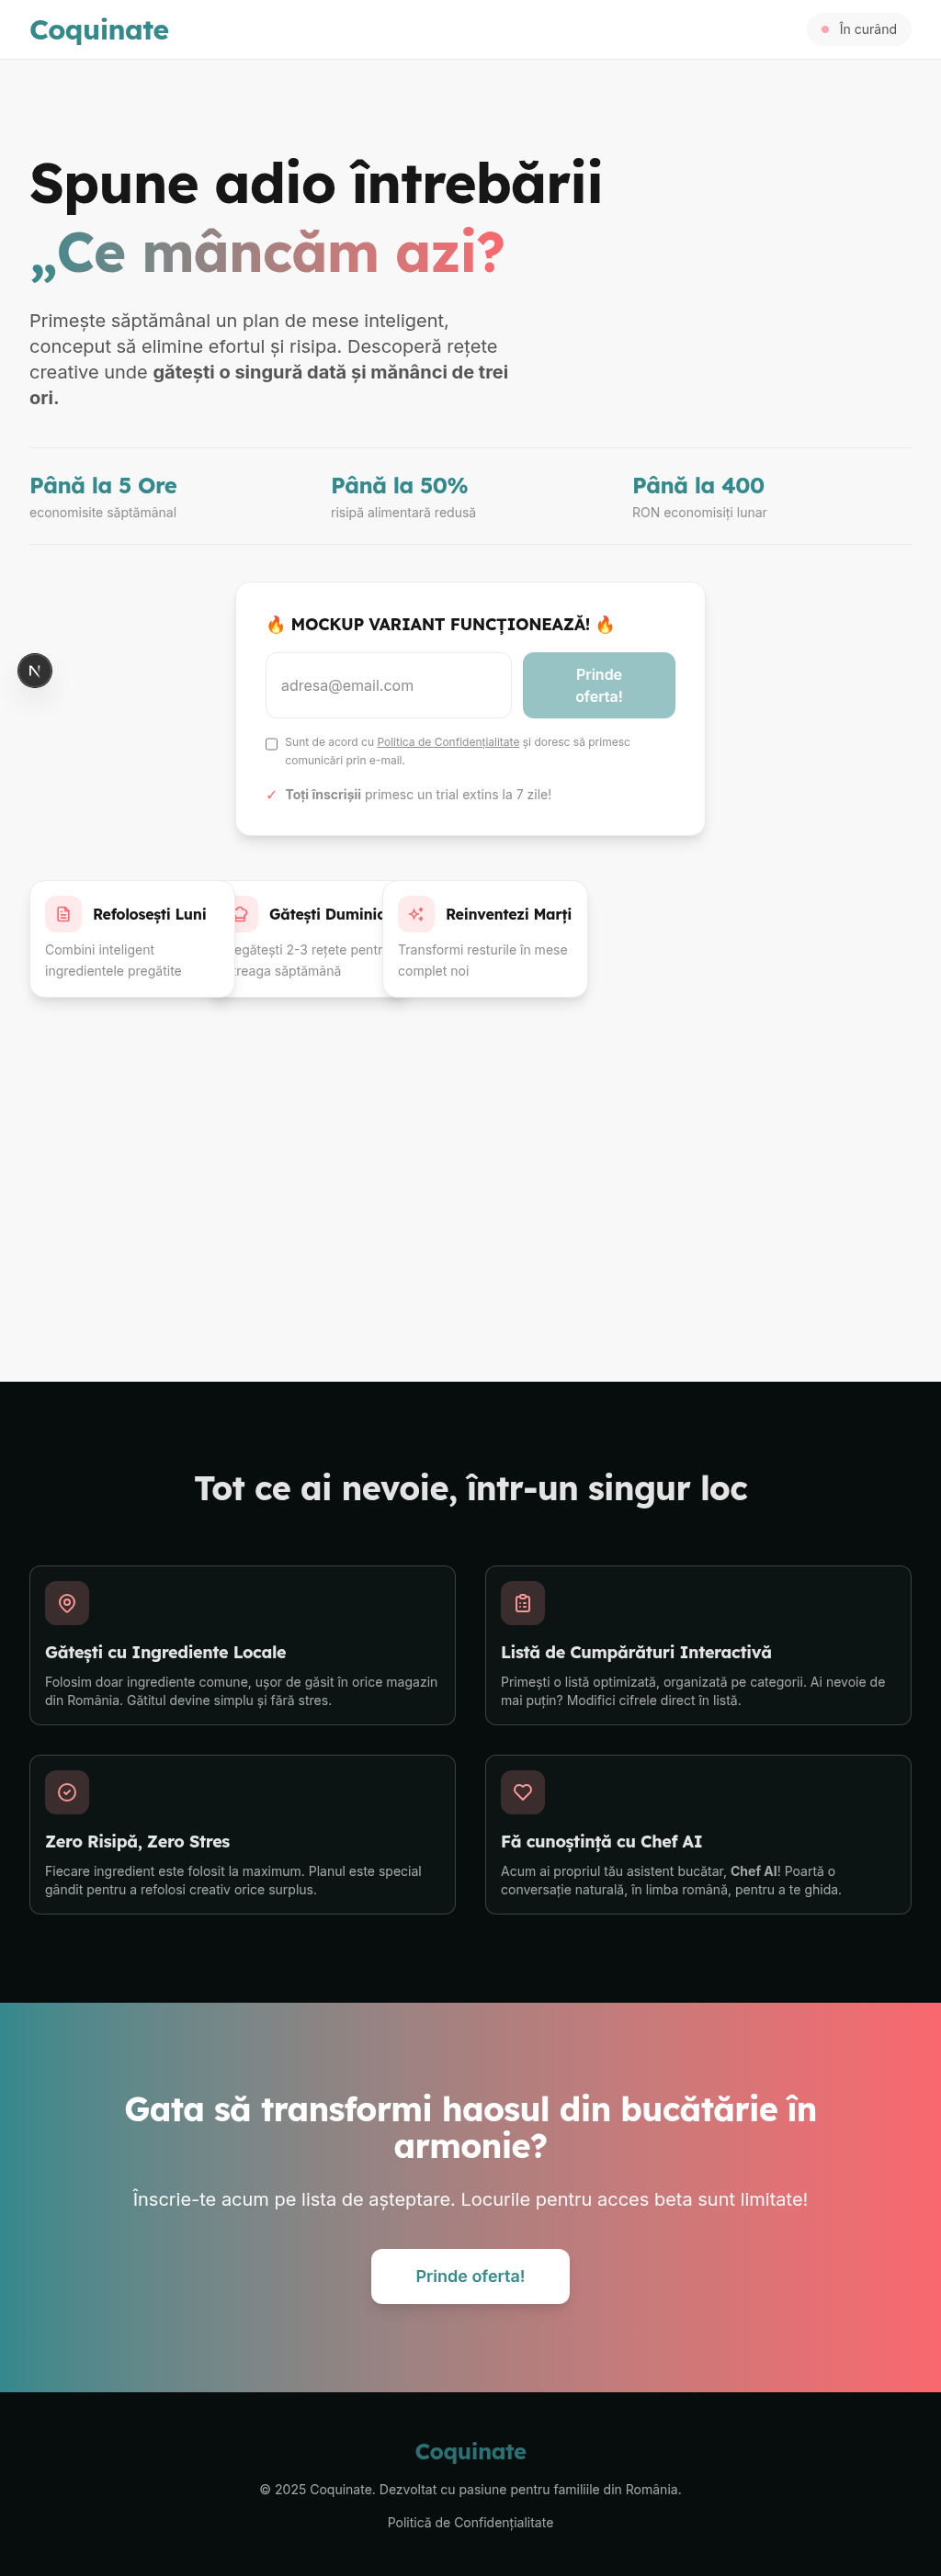 Coquinate
În curând
Spune adio întrebării
„Ce mâncăm azi?
Primește săptămânal un plan de mese inteligent,
conceput să elimine efortul și risipa. Descoperă rețete
creative unde gătești o singură dată și mănânci de trei
ori.
Până la 5 Ore
economisite săptămânal
Până la 50%
risipă alimentară redusă
Până la 400
RON economisiți lunar
🔥 MOCKUP VARIANT FUNCȚIONEAZĂ! 🔥
adresa@email.com
Prinde
oferta!
Sunt de acord cu Politica de Confidențialitate și doresc să primesc
comunicări prin e-mail.
✓ Toți înscrișii primesc un trial extins la 7 zile!
N
Refolosești Luni
Combini inteligent
ingredientele pregătite
Gătești Duminic
egătești 2-3 rețete pentr
treaga săptămână
Reinventezi Marți
Transformi resturile în mese
complet noi
Tot ce ai nevoie, într-un singur loc
Gătești cu Ingrediente Locale
Folosim doar ingrediente comune, ușor de găsit în orice magazin
din România. Gătitul devine simplu și fără stres.
Listă de Cumpărături Interactivă
Primești o listă optimizată, organizată pe categorii. Ai nevoie de
mai puțin? Modifici cifrele direct în listă.
Zero Risipă, Zero Stres
Fiecare ingredient este folosit la maximum. Planul este special
gândit pentru a refolosi creativ orice surplus.
Fă cunoștință cu Chef AI
Acum ai propriul tău asistent bucătar, Chef AI! Poartă o
conversație naturală, în limba română, pentru a te ghida.
Gata să transformi haosul din bucătărie în
armonie?
Înscrie-te acum pe lista de așteptare. Locurile pentru acces beta sunt limitate!
Prinde oferta!
Coquinate
© 2025 Coquinate. Dezvoltat cu pasiune pentru familiile din România.
Politică de Confidențialitate